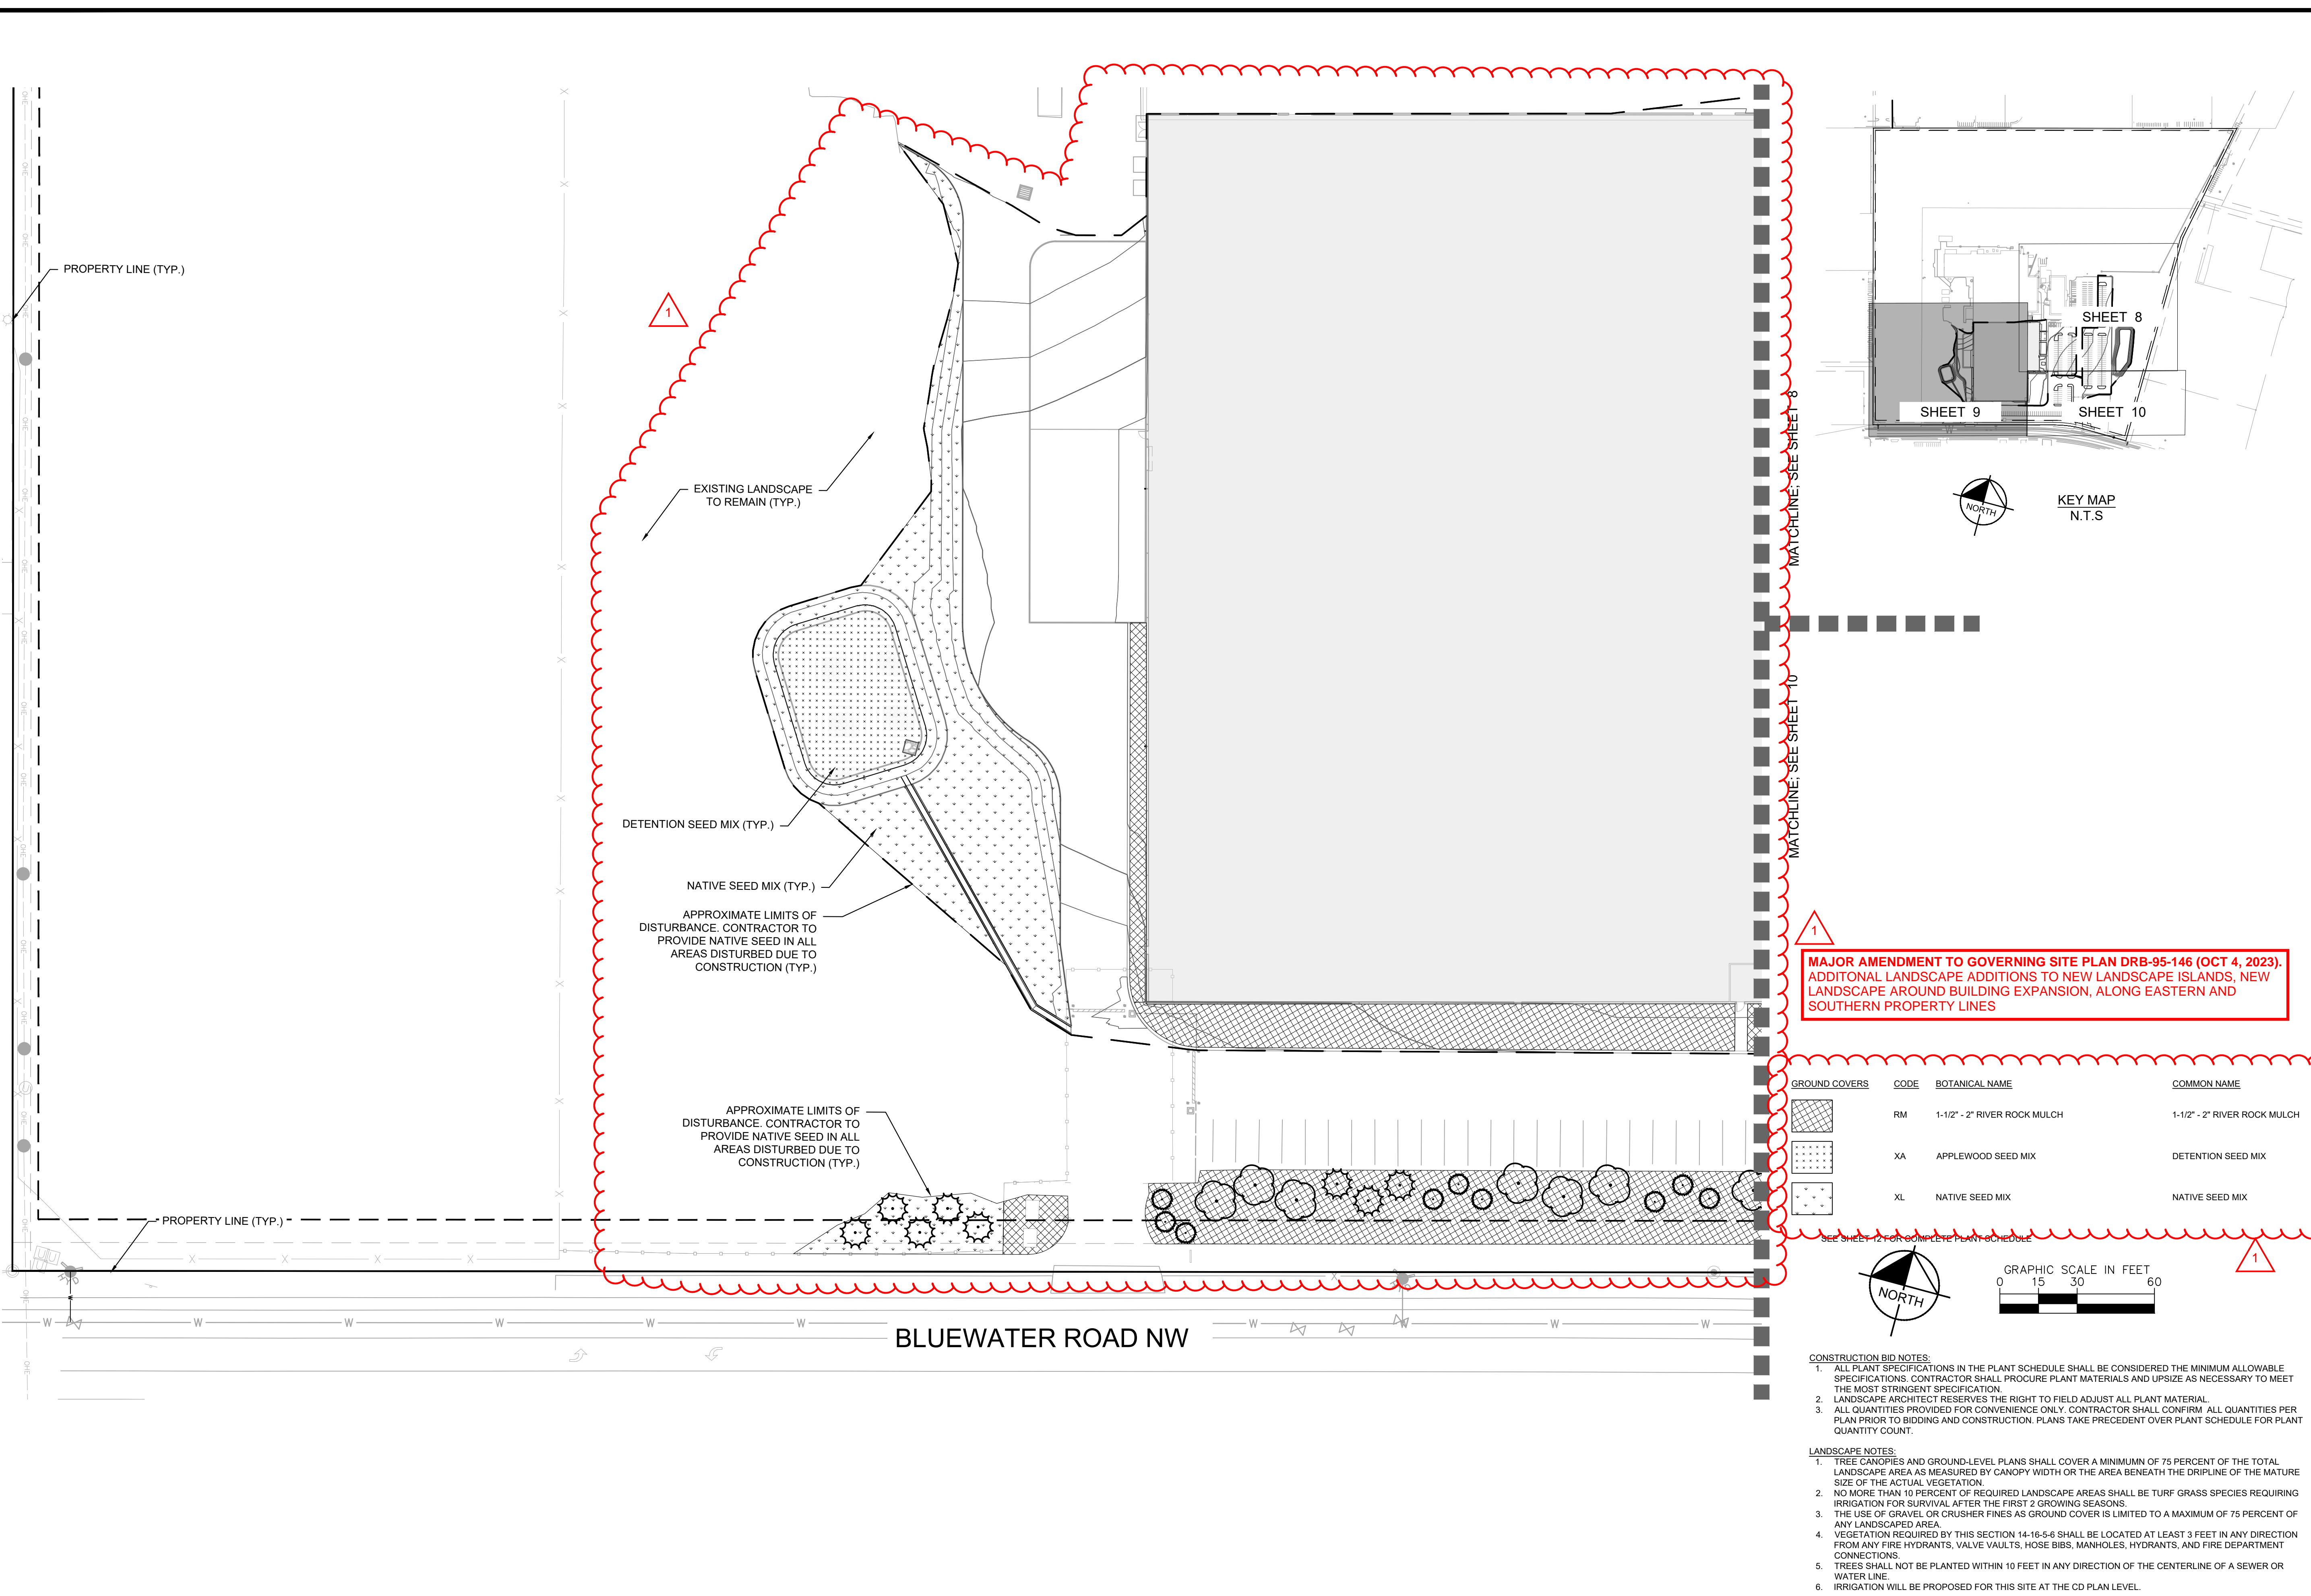 PROPERTY LINE (TYP.)
1
EXISTING LANDSCAPE
TO REMAIN (TYP.)
DETENTION SEED MIX (TYP.)
NATIVE SEED MIX (TYP.)
APPROXIMATE LIMITS OF
DISTURBANCE. CONTRACTOR TO
PROVIDE NATIVE SEED IN ALL
AREAS DISTURBED DUE TO
CONSTRUCTION (TYP.)
APPROXIMATE LIMITS OF
DISTURBANCE. CONTRACTOR TO
PROVIDE NATIVE SEED IN ALL
AREAS DISTURBED DUE TO
CONSTRUCTION (TYP.)
PROPERTY LINE (TYP.)
BLUEWATER ROAD NW
MATCHLINE; SEE SHEET 8
MATCHLINE; SEE SHEET 10
SHEET 8
SHEET 9
SHEET 10
NORTH
KEY MAP
N.T.S
1
MAJOR AMENDMENT TO GOVERNING SITE PLAN DRB-95-146 (OCT 4, 2023).
ADDITONAL LANDSCAPE ADDITIONS TO NEW LANDSCAPE ISLANDS, NEW
LANDSCAPE AROUND BUILDING EXPANSION, ALONG EASTERN AND
SOUTHERN PROPERTY LINES
GROUND COVERS CODE BOTANICAL NAME COMMON NAME
RM 1-1/2" - 2" RIVER ROCK MULCH 1-1/2" - 2" RIVER ROCK MULCH
XA APPLEWOOD SEED MIX DETENTION SEED MIX
XL NATIVE SEED MIX NATIVE SEED MIX
SEE SHEET 12 FOR COMPLETE PLANT SCHEDULE
1
NORTH
GRAPHIC SCALE IN FEET
0 15 30 60
CONSTRUCTION BID NOTES:
1. ALL PLANT SPECIFICATIONS IN THE PLANT SCHEDULE SHALL BE CONSIDERED THE MINIMUM ALLOWABLE
SPECIFICATIONS. CONTRACTOR SHALL PROCURE PLANT MATERIALS AND UPSIZE AS NECESSARY TO MEET
THE MOST STRINGENT SPECIFICATION.
2. LANDSCAPE ARCHITECT RESERVES THE RIGHT TO FIELD ADJUST ALL PLANT MATERIAL.
3. ALL QUANTITIES PROVIDED FOR CONVENIENCE ONLY. CONTRACTOR SHALL CONFIRM ALL QUANTITIES PER
PLAN PRIOR TO BIDDING AND CONSTRUCTION. PLANS TAKE PRECEDENT OVER PLANT SCHEDULE FOR PLANT
QUANTITY COUNT.
LANDSCAPE NOTES:
1. TREE CANOPIES AND GROUND-LEVEL PLANS SHALL COVER A MINIMUMN OF 75 PERCENT OF THE TOTAL
LANDSCAPE AREA AS MEASURED BY CANOPY WIDTH OR THE AREA BENEATH THE DRIPLINE OF THE MATURE
SIZE OF THE ACTUAL VEGETATION.
2. NO MORE THAN 10 PERCENT OF REQUIRED LANDSCAPE AREAS SHALL BE TURF GRASS SPECIES REQUIRING
IRRIGATION FOR SURVIVAL AFTER THE FIRST 2 GROWING SEASONS.
3. THE USE OF GRAVEL OR CRUSHER FINES AS GROUND COVER IS LIMITED TO A MAXIMUM OF 75 PERCENT OF
ANY LANDSCAPED AREA.
4. VEGETATION REQUIRED BY THIS SECTION 14-16-5-6 SHALL BE LOCATED AT LEAST 3 FEET IN ANY DIRECTION
FROM ANY FIRE HYDRANTS, VALVE VAULTS, HOSE BIBS, MANHOLES, HYDRANTS, AND FIRE DEPARTMENT
CONNECTIONS.
5. TREES SHALL NOT BE PLANTED WITHIN 10 FEET IN ANY DIRECTION OF THE CENTERLINE OF A SEWER OR
WATER LINE.
6. IRRIGATION WILL BE PROPOSED FOR THIS SITE AT THE CD PLAN LEVEL.